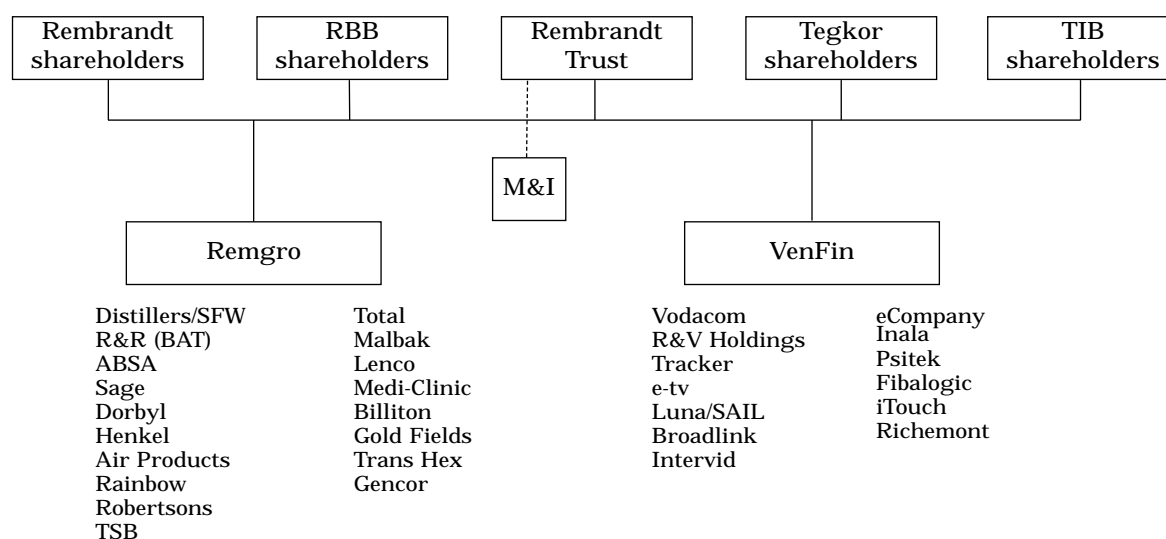 Rembrandt
shareholders
RBB
shareholders
Rembrandt
Trust
Tegkor
shareholders
TIB
shareholders
M&I
Remgro
VenFin
Distillers/SFW
R&R (BAT)
ABSA
Sage
Dorbyl
Henkel
Air Products
Rainbow
Robertsons
TSB
Total
Malbak
Lenco
Medi-Clinic
Billiton
Gold Fields
Trans Hex
Gencor
Vodacom
R&V Holdings
Tracker
e-tv
Luna/SAIL
Broadlink
Intervid
eCompany
Inala
Psitek
Fibalogic
iTouch
Richemont